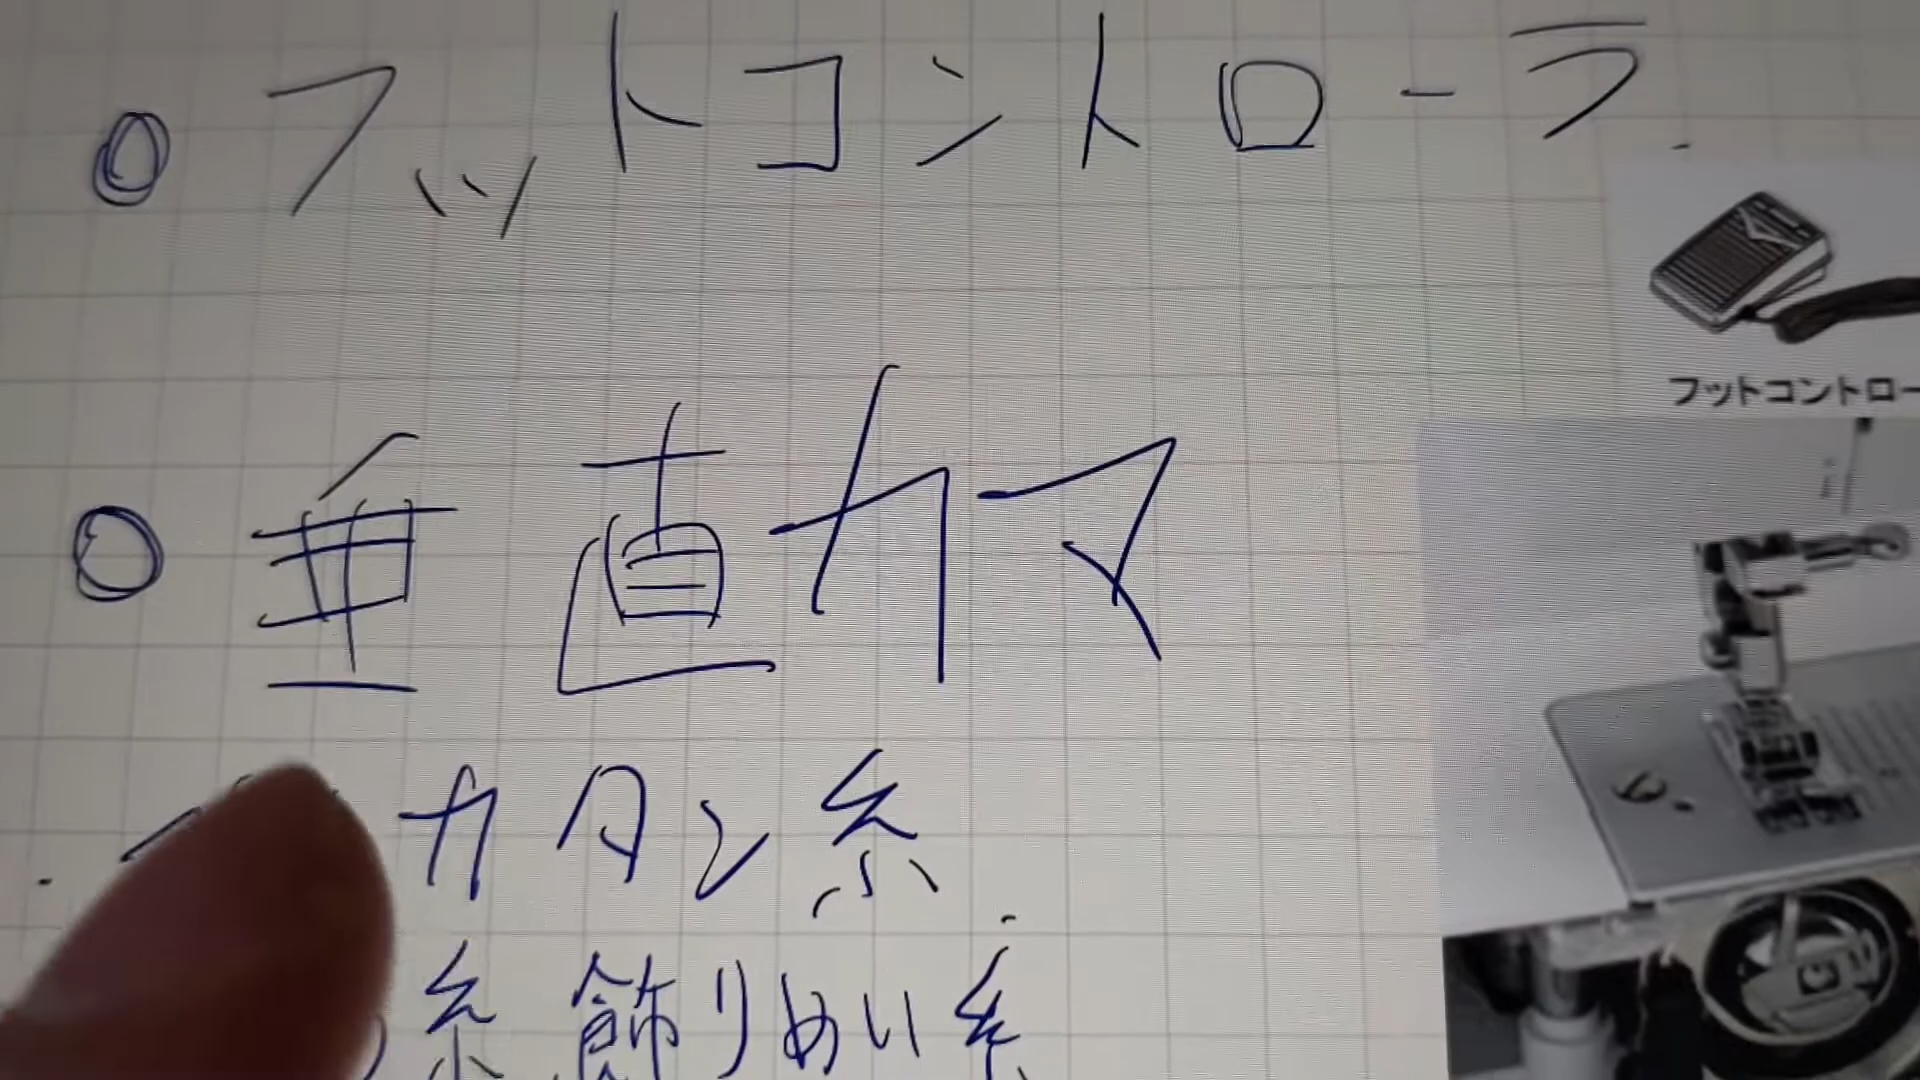 フットコントローラ
フットコントロー
垂直カマ
カタン糸
糸飾りぬい糸